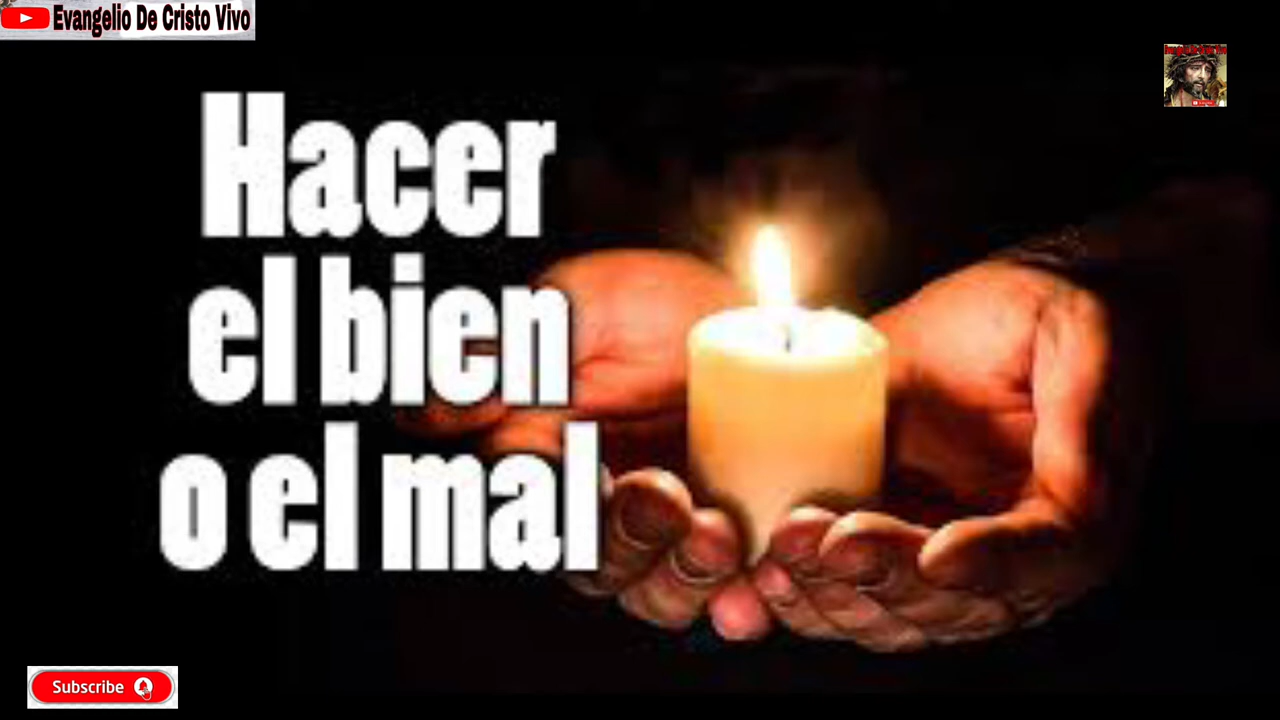 Evangelio De Cristo Vivo
Hacer
el bien
o el mal
Subscribe